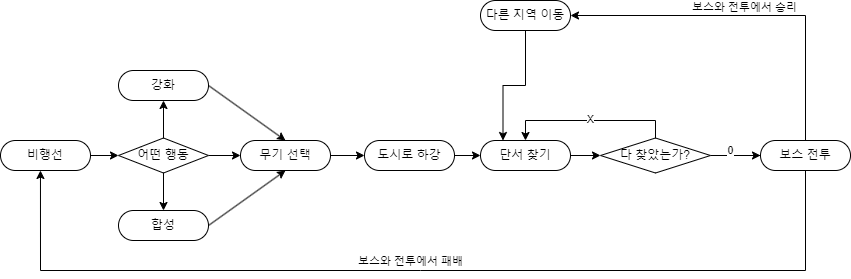 다른 지역 이동
보스와 전투에서 승리
강화
X
비행선
어떤 행동
무기 선택
도시로 하강
단서 찾기
다 찾았는가?
O
보스 전투
합성
보스와 전투에서 패배